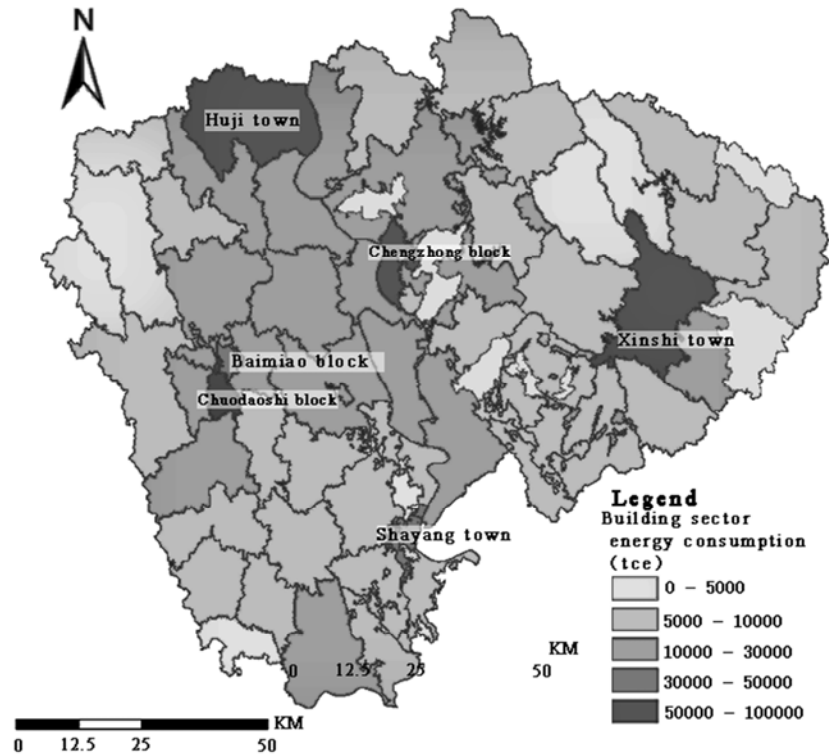 N
Huji town
Chengzhong block
Xinshi town
Baimiao block
Chuodaoshi block
Shayang town
Legend
Building sector
energy consumption
(tce)
0 - 5000
5000 - 10000
10000 - 30000
30000 - 50000
50000 - 100000
KM
0 12.5 25 50
KM
0 12.5 25 50